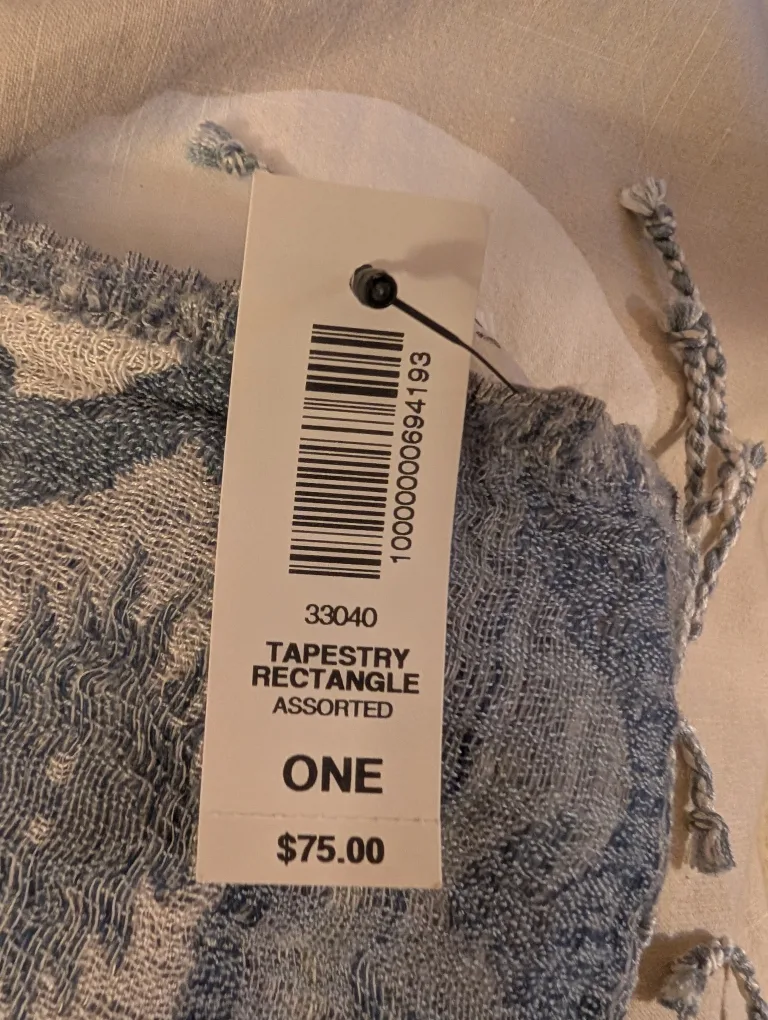 10000000694193
33040
TAPESTRY
RECTANGLE
ASSORTED
ONE
$75.00